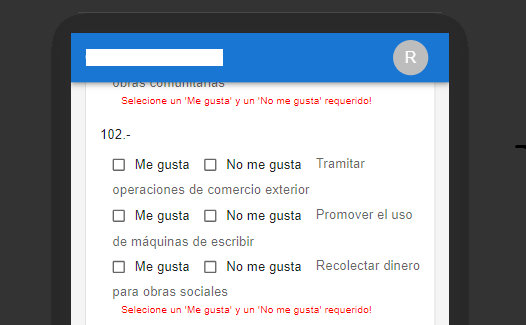 R
obras comunitarias
Selecione un 'Me gusta' y un 'No me gusta' requerido!
102.-
Me gusta No me gusta Tramitar
operaciones de comercio exterior
Me gusta No me gusta Promover el uso
de máquinas de escribir
Me gusta No me gusta Recolectar dinero
para obras sociales
Selecione un 'Me gusta' y un 'No me gusta' requerido!